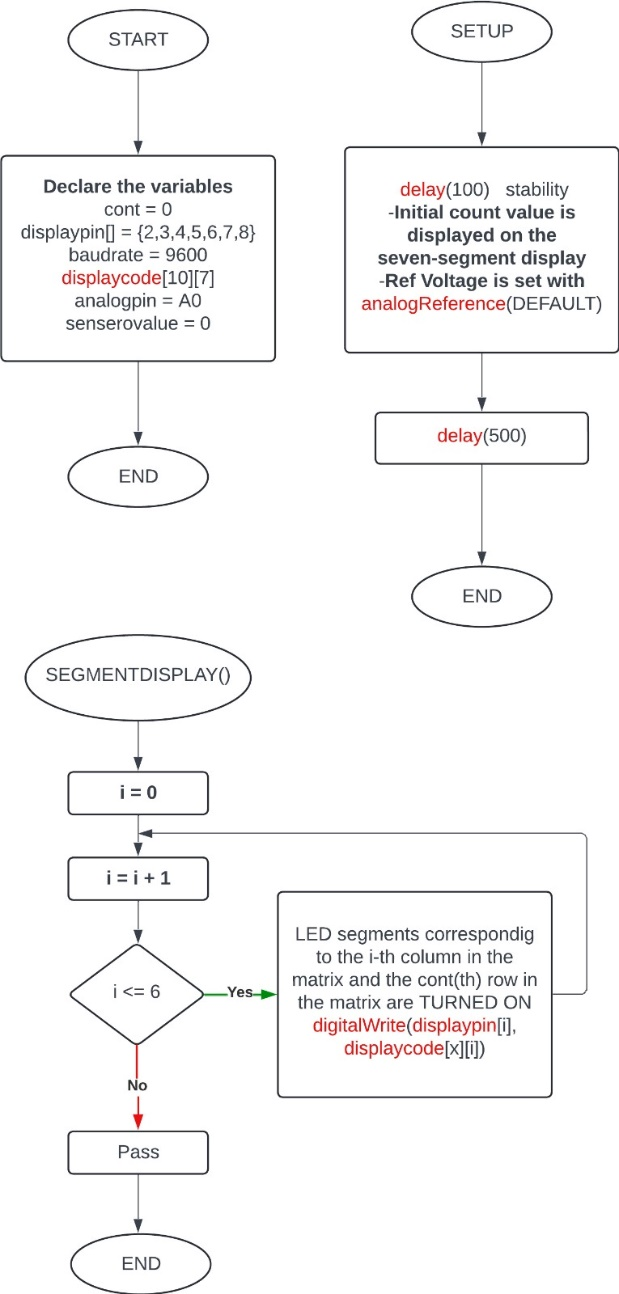 START
Declare the variables
cont = 0
displaypin[] = {2,3,4,5,6,7,8}
baudrate = 9600
displaycode[10][7]
analogpin = A0
senserovalue = 0
END
SETUP
delay(100)   stability
-Initial count value is
displayed on the
seven-segment display
-Ref Voltage is set with
analogReference(DEFAULT)
delay(500)
END
SEGMENTDISPLAY()
i = 0
i = i + 1
i <= 6
Yes
LED segments correspondig
to the i-th column in the
matrix and the cont(th) row in
the matrix are TURNED ON
digitalWrite(displaypin[i],
displaycode[x][i])
No
Pass
END